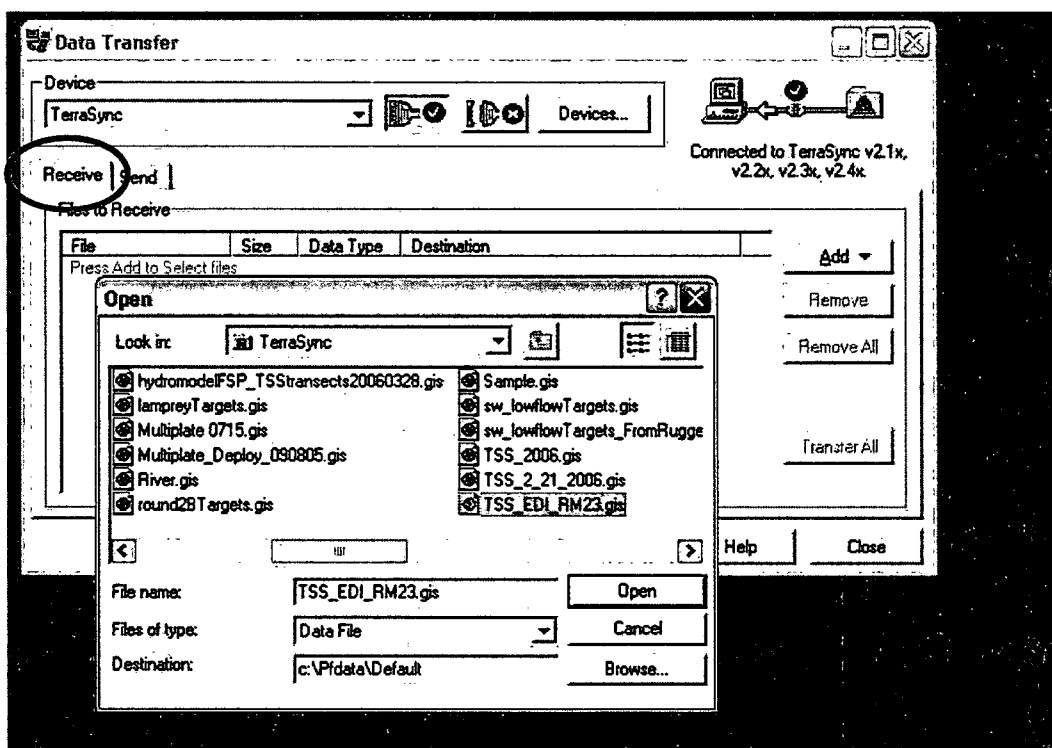 Data Transfer
Device
TerraSync
Devices...
Connected to TerraSync v2.1x,
v2.2x, v2.3x, v2.4x.
Receive
Send
Files to Receive
File Size Data Type Destination
Press Add to Select files
Add
Remove
Remove All
Transfer All
Help
Close
Open
Look in: TerraSync
hydromodelFSP_TSStransects20060328.gis
lampreyTargets.gis
Multiplate 0715.gis
Multiplate_Deploy_090805.gis
River.gis
round2BTargets.gis
Sample.gis
sw_lowflowTargets.gis
sw_lowflowTargets_FromRugge
TSS_2006.gis
TSS_2_21_2006.gis
TSS_EDI_RM23.gis
File name: TSS_EDI_RM23.gis Open
Files of type: Data File Cancel
Destination: c:\Pfdata\Default Browse...